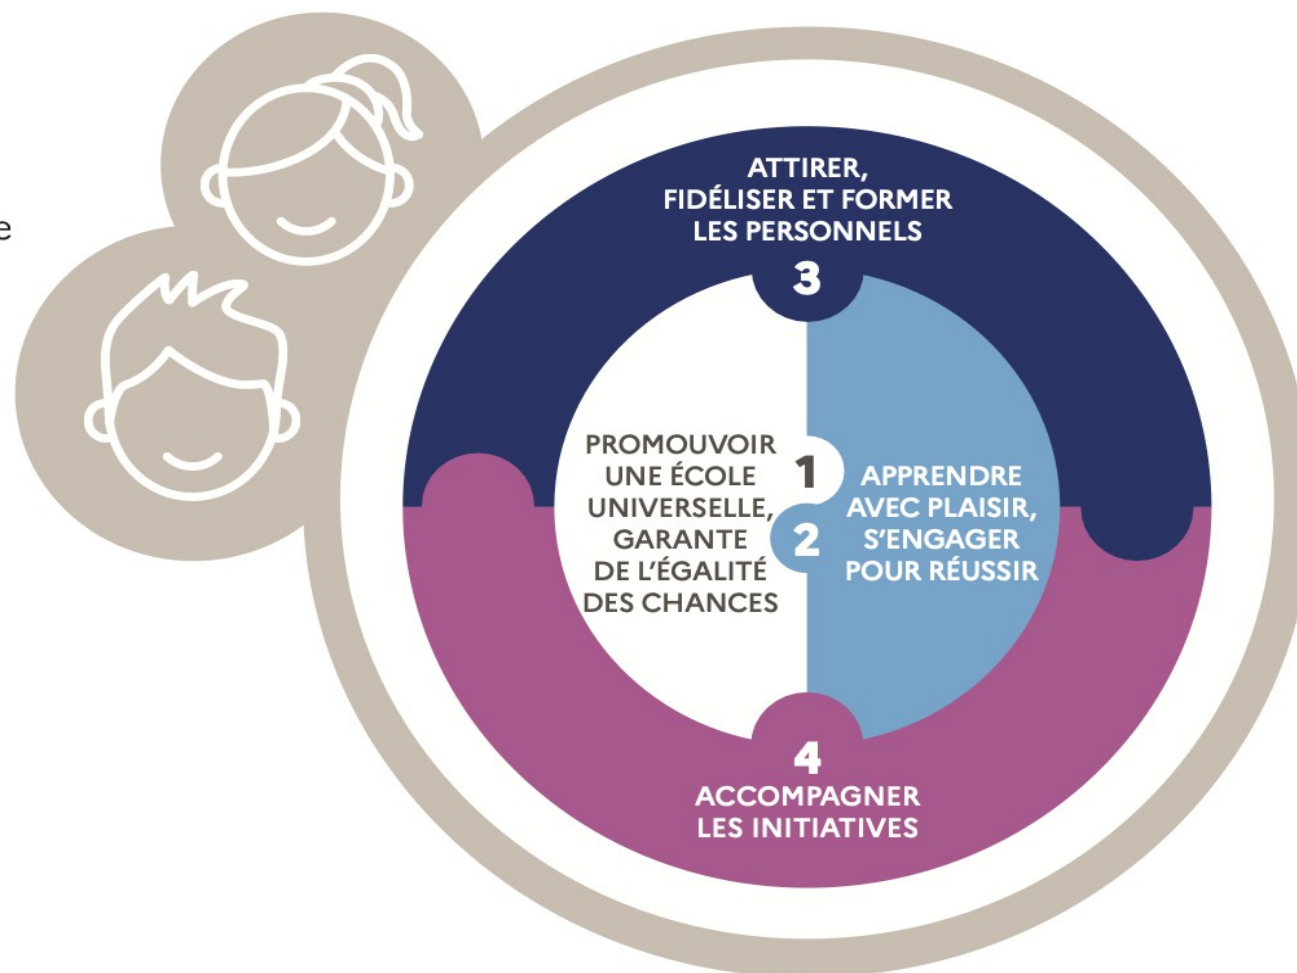 e
ATTIRER,
FIDÉLISER ET FORMER
LES PERSONNELS
3
PROMOUVOIR
UNE ÉCOLE
UNIVERSELLE,
GARANTE
DE L'ÉGALITÉ
DES CHANCES
1
2
APPRENDRE
AVEC PLAISIR,
S'ENGAGER
POUR RÉUSSIR
4
ACCOMPAGNER
LES INITIATIVES